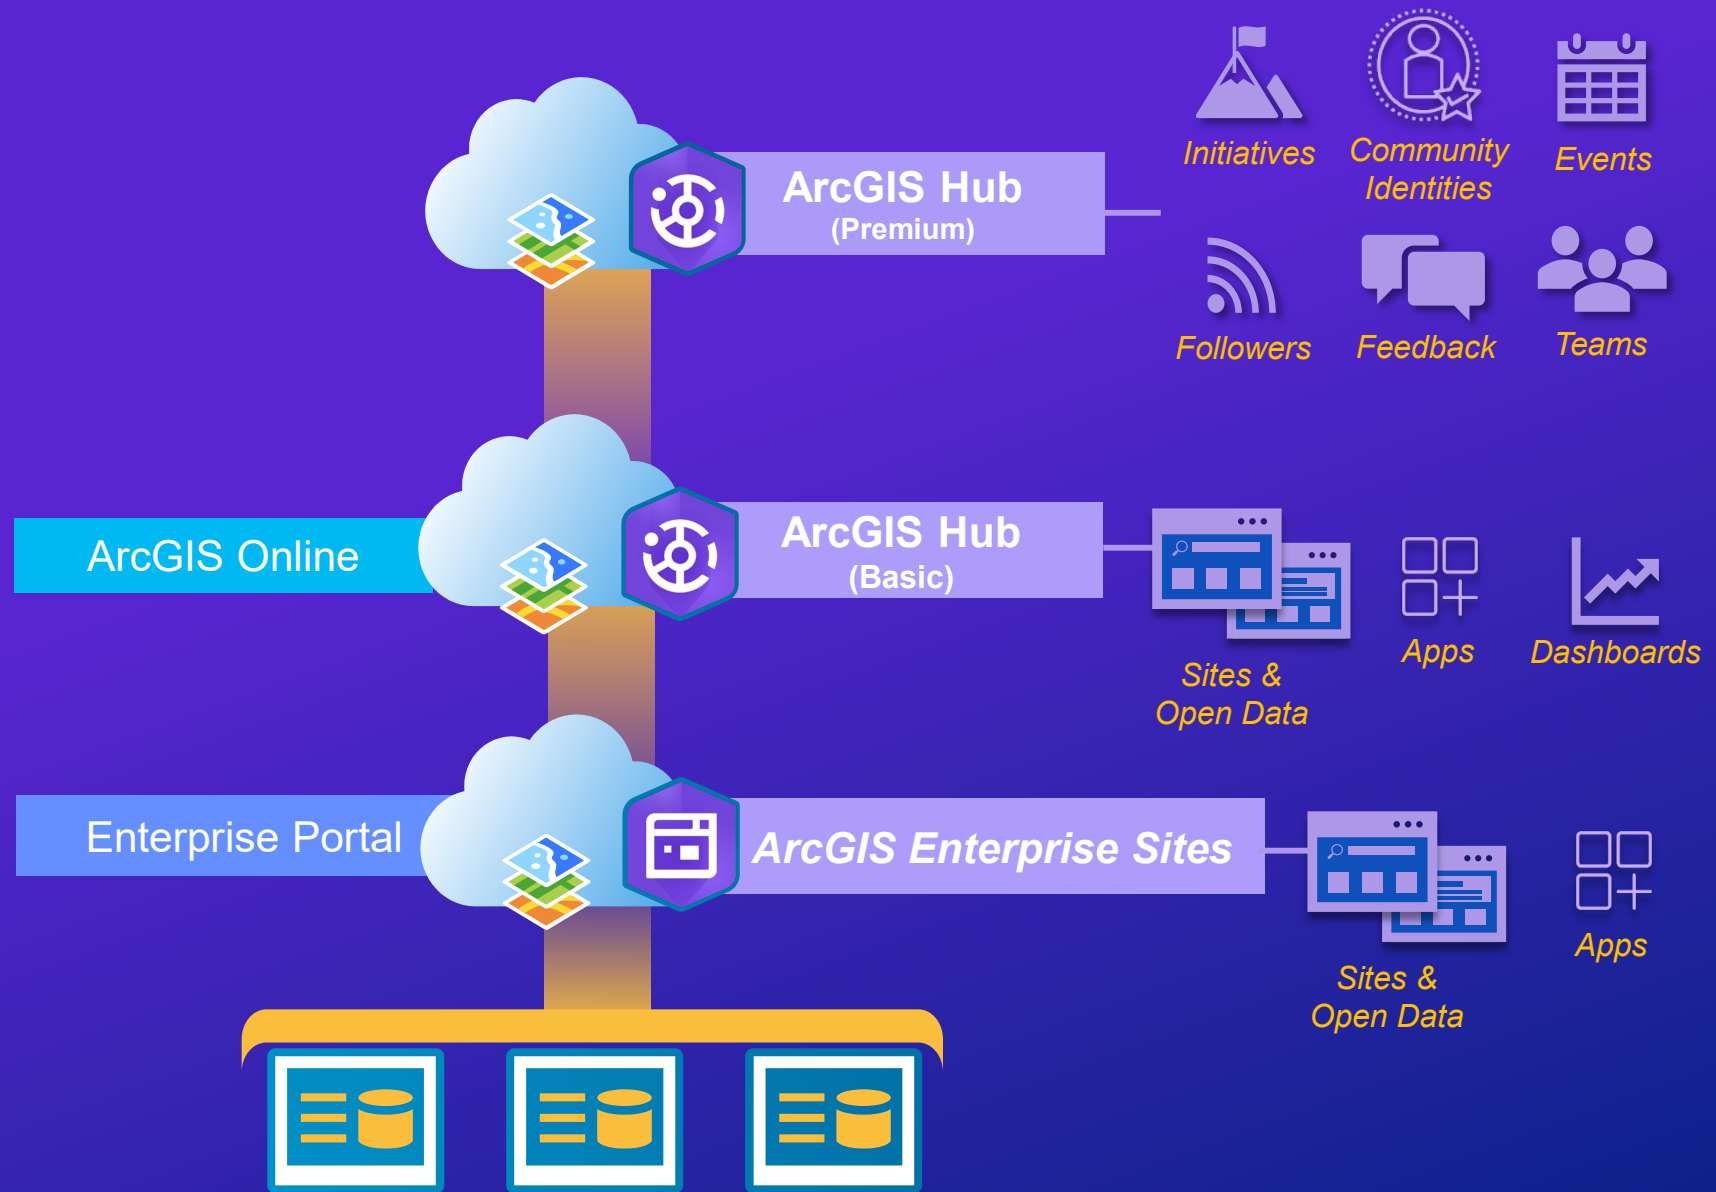 ArcGIS Hub
(Premium)
Initiatives
Community
Identities
Events
Followers
Feedback
Teams
ArcGIS Online
ArcGIS Hub
(Basic)
Sites &
Open Data
Apps
Dashboards
Enterprise Portal
ArcGIS Enterprise Sites
Sites &
Open Data
Apps